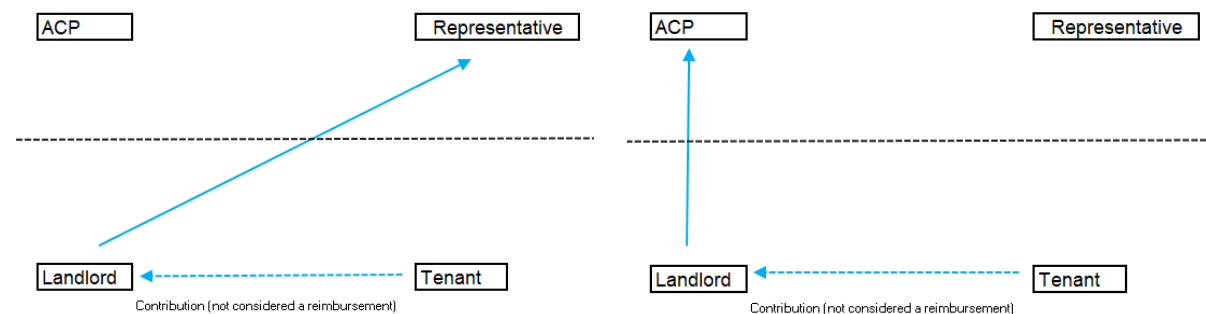 ACP
Representative
Landlord
Tenant
Contribution (not considered a reimbursement)
ACP
Representative
Landlord
Tenant
Contribution (not considered a reimbursement)